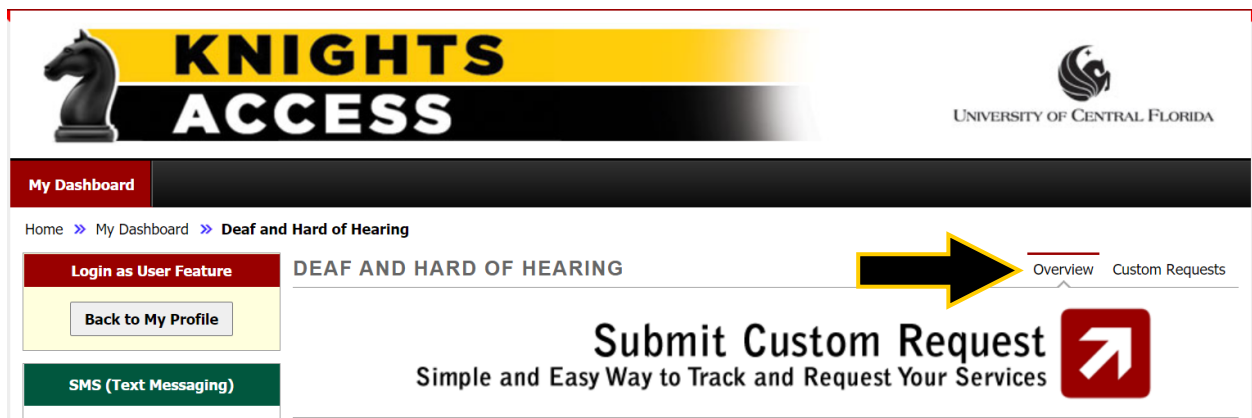 KNIGHTS
ACCESS
UNIVERSITY OF CENTRAL FLORIDA
My Dashboard
Home » My Dashboard » Deaf and Hard of Hearing
Login as User Feature
Back to My Profile
SMS (Text Messaging)
DEAF AND HARD OF HEARING
Overview Custom Requests
Submit Custom Request
Simple and Easy Way to Track and Request Your Services